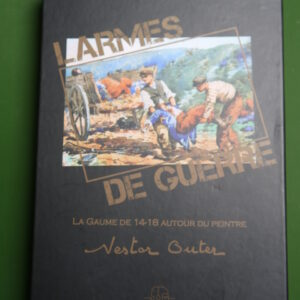 LARMES
DE GUERRE
LA GAUME DE 14-18 AUTOUR DU PEINTRE
Nestor Outer